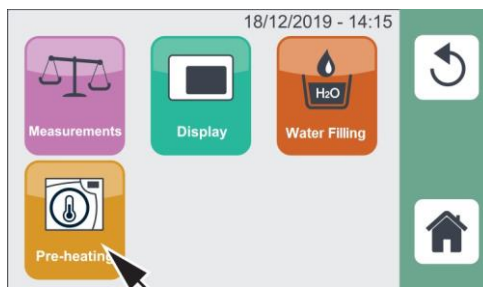 18/12/2019 - 14:15
H2O
Measurements
Display
Water Filling
Pre-heating